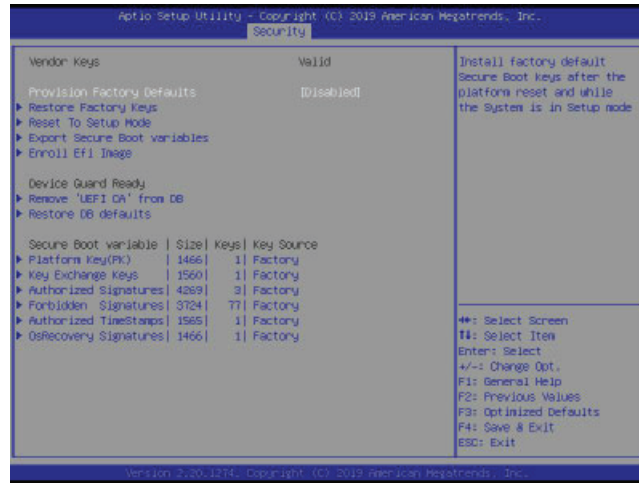 Aptio Setup Utility - Copyright (C) 2019 American Megatrends, Inc.
Security
Vendor Keys Valid
Provision Factory Defaults [Disabled]
Restore Factory Keys
Reset To Setup Mode
Export Secure Boot variables
Enroll Efi Image
Device Guard Ready
Remove 'UEFI CA' from DB
Restore DB defaults
Secure Boot variable | Size| Keys| Key Source
Platform Key(PK) | 1466| 1| Factory
Key Exchange Keys | 1560| 1| Factory
Authorized Signatures| 4269| 3| Factory
Forbidden Signatures| 3724| 77| Factory
Authorized TimeStamps| 1565| 1| Factory
OsRecovery Signatures| 1466| 1| Factory
Install factory default
Secure Boot keys after the
platform reset and while
the System is in Setup mode
↔: Select Screen
↑↓: Select Item
Enter: Select
+/-: Change Opt.
F1: General Help
F2: Previous Values
F3: Optimized Defaults
F4: Save & Exit
ESC: Exit
Version 2.20.1274. Copyright (C) 2019 American Megatrends, Inc.